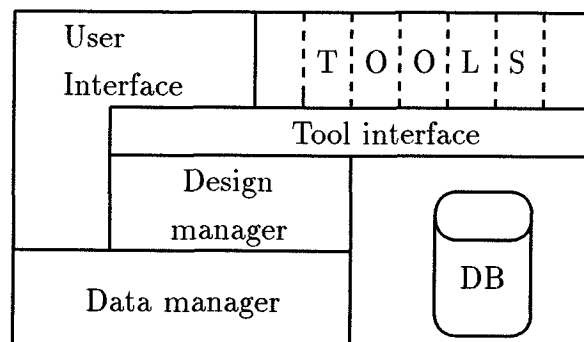 User
Interface
T O O L S
Tool interface
Design
manager
Data manager
DB